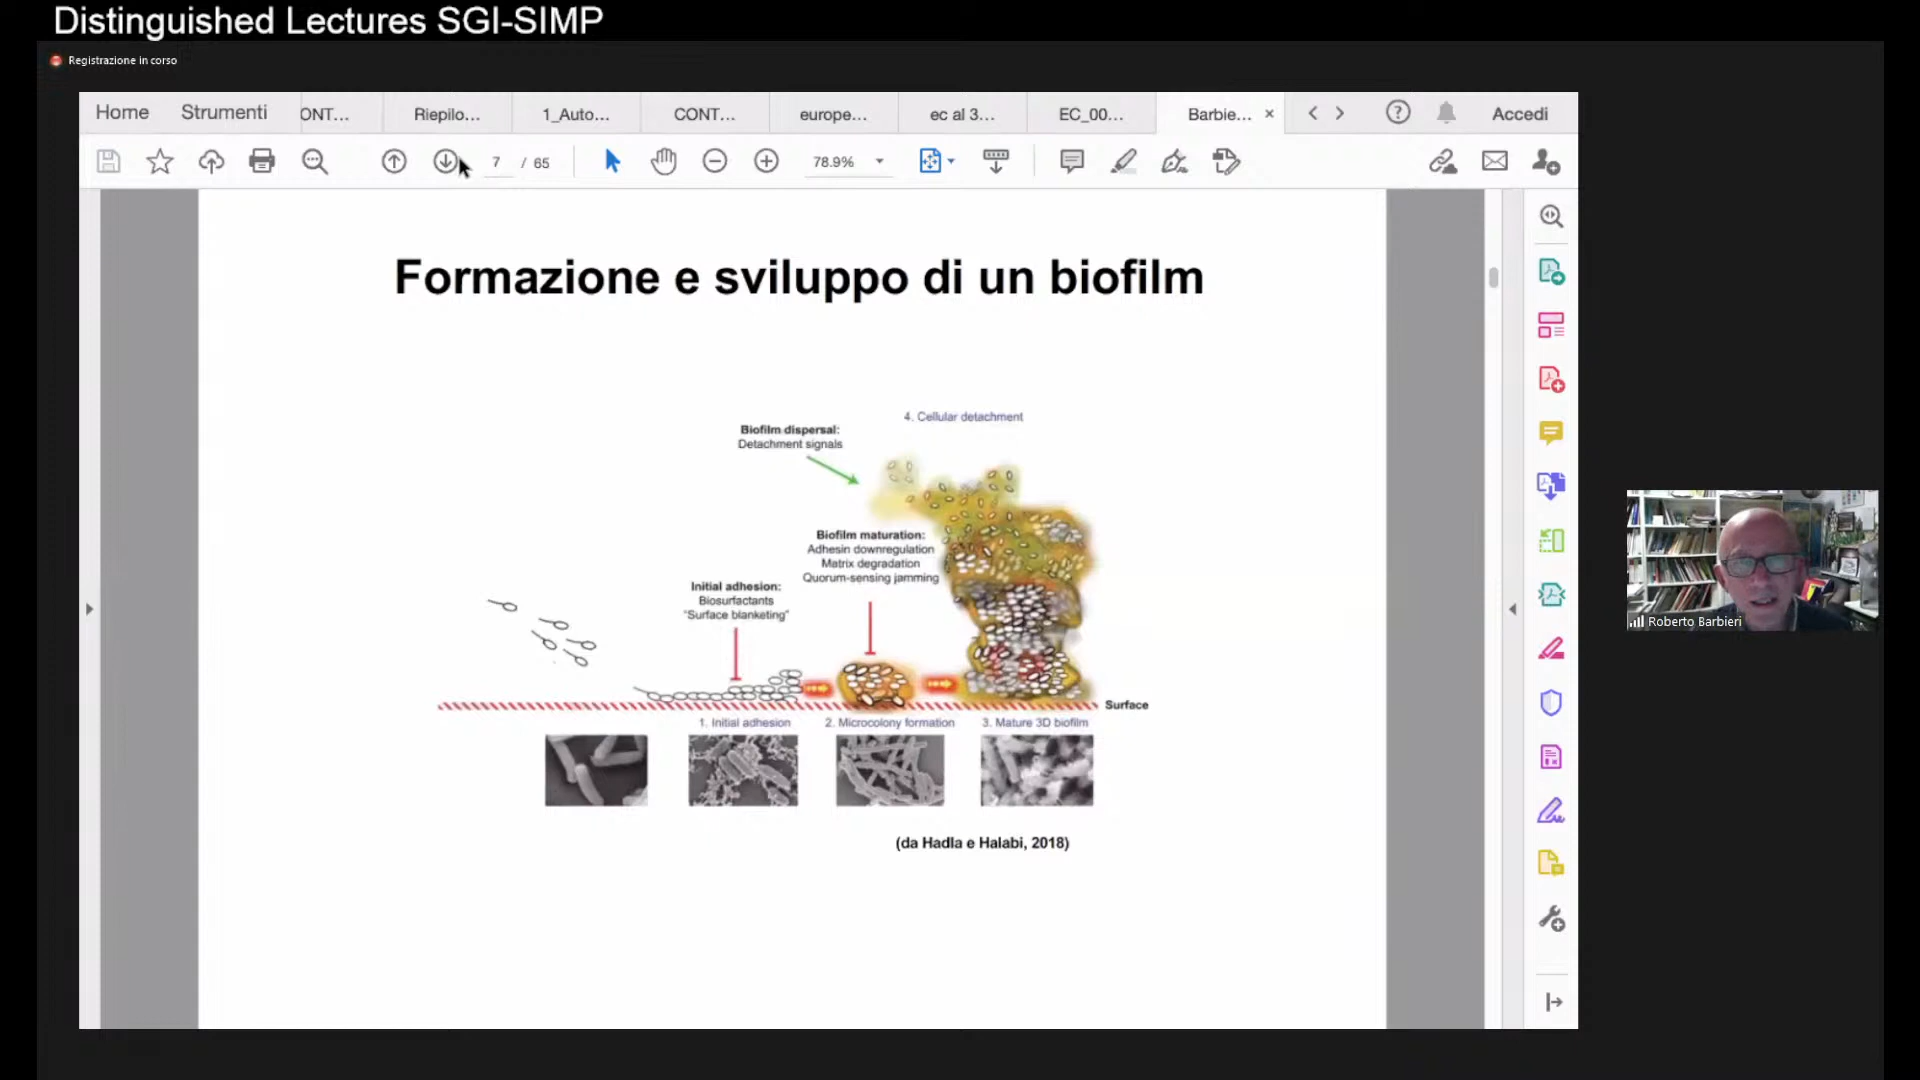 Distinguished Lectures SGI-SIMP
Registrazione in corso
Home Strumenti ONT... Riepilo... 1_Auto... CONT... europe... ec al 3... EC_00... Barbie... × Accedi
7 / 65 78.9%
Formazione e sviluppo di un biofilm
4. Cellular detachment
Biofilm dispersal:
Detachment signals
Biofilm maturation:
Adhesin downregulation
Matrix degradation
Quorum-sensing jamming
Initial adhesion:
Biosurfactants
"Surface blanketing"
Surface
1. Initial adhesion 2. Microcolony formation 3. Mature 3D biofilm
(da Hadla e Halabi, 2018)
Roberto Barbieri